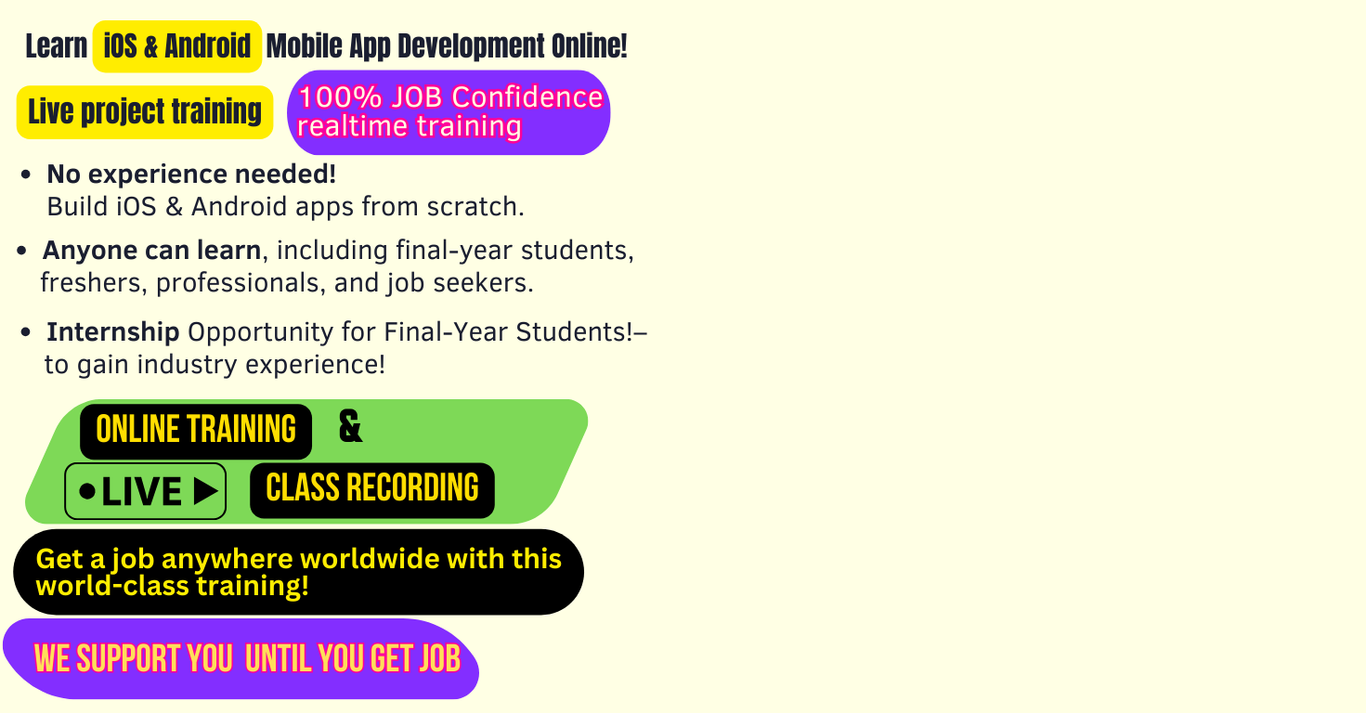 Learn iOS & Android Mobile App Development Online!
Live project training
100% JOB Confidence
realtime training
• No experience needed!
Build iOS & Android apps from scratch.
• Anyone can learn, including final-year students,
freshers, professionals, and job seekers.
• Internship Opportunity for Final-Year Students!–
to gain industry experience!
ONLINE TRAINING &
•LIVE CLASS RECORDING
Get a job anywhere worldwide with this
world-class training!
WE SUPPORT YOU UNTIL YOU GET JOB